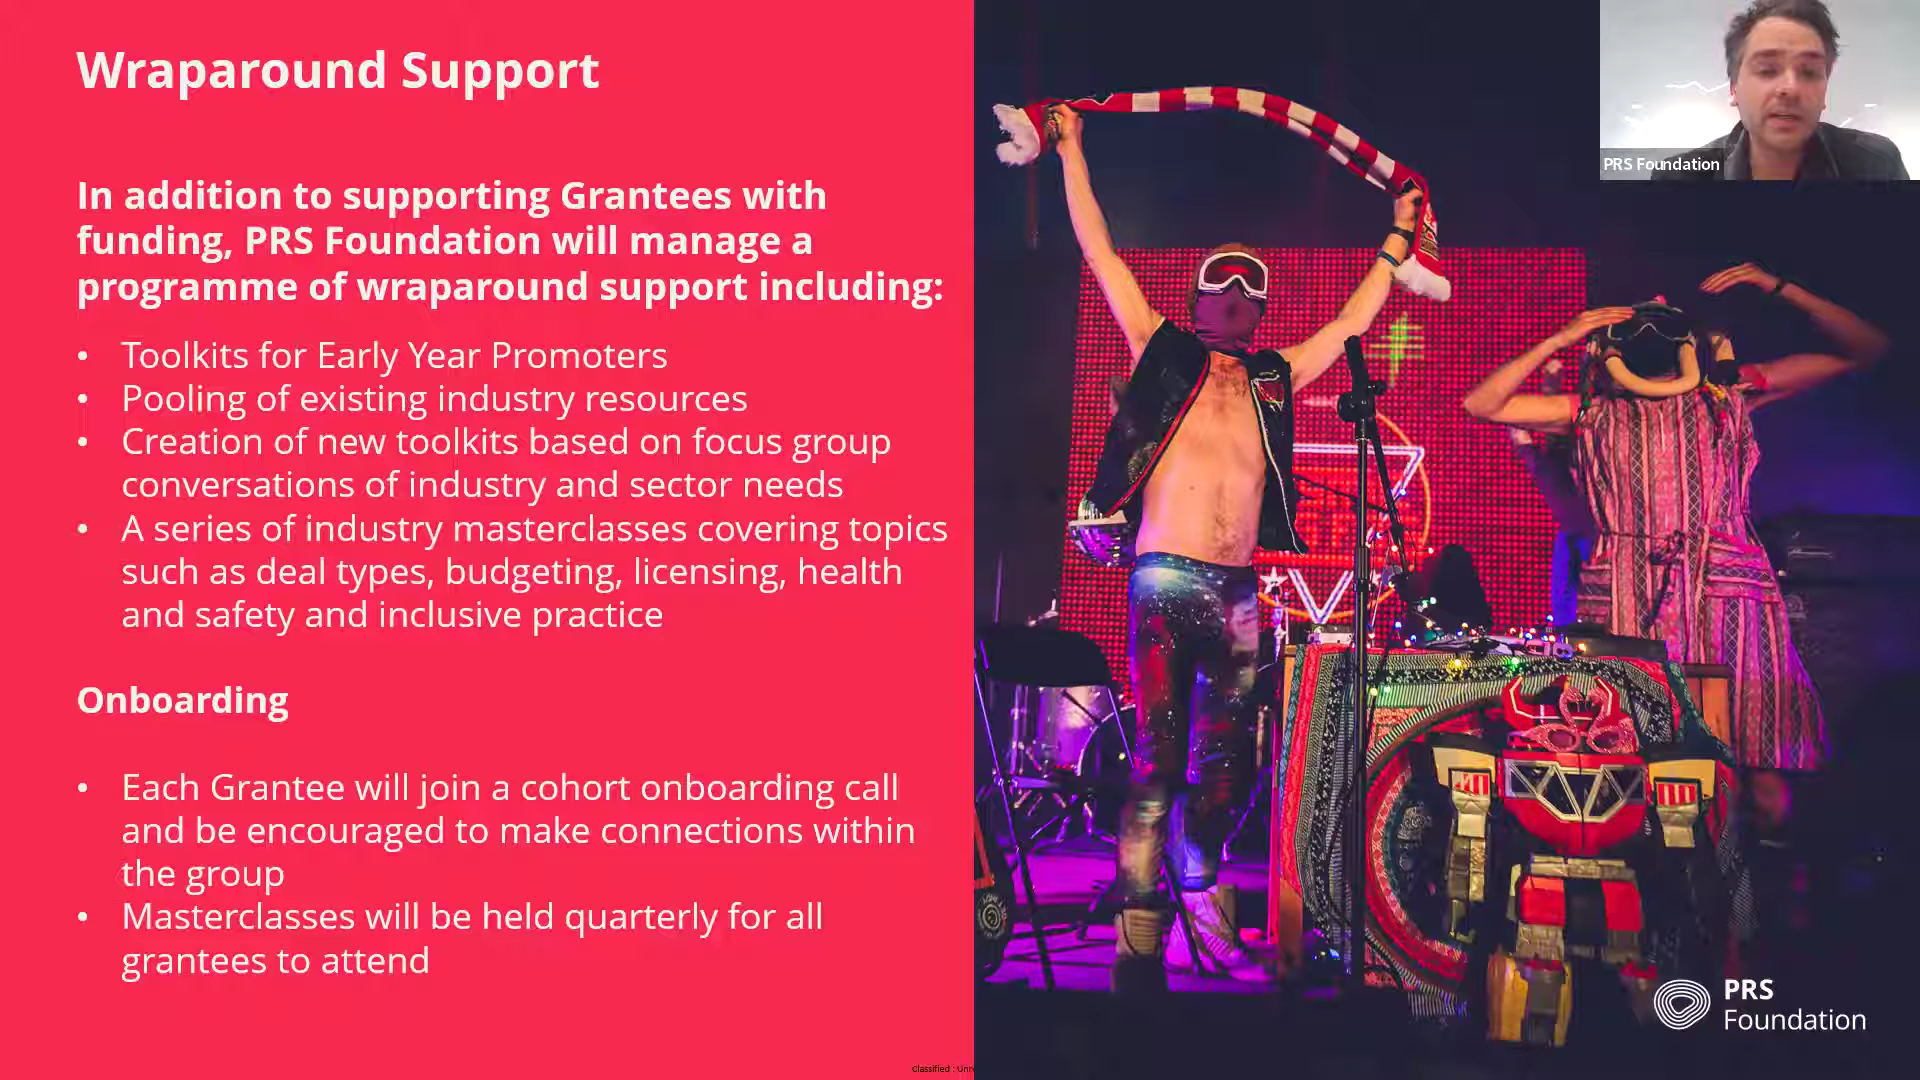 Wraparound Support
In addition to supporting Grantees with
funding, PRS Foundation will manage a
programme of wraparound support including:
• Toolkits for Early Year Promoters
• Pooling of existing industry resources
• Creation of new toolkits based on focus group
conversations of industry and sector needs
• A series of industry masterclasses covering topics
such as deal types, budgeting, licensing, health
and safety and inclusive practice
Onboarding
• Each Grantee will join a cohort onboarding call
and be encouraged to make connections within
the group
• Masterclasses will be held quarterly for all
grantees to attend
Classified :
PRS Foundation
PRS
Foundation